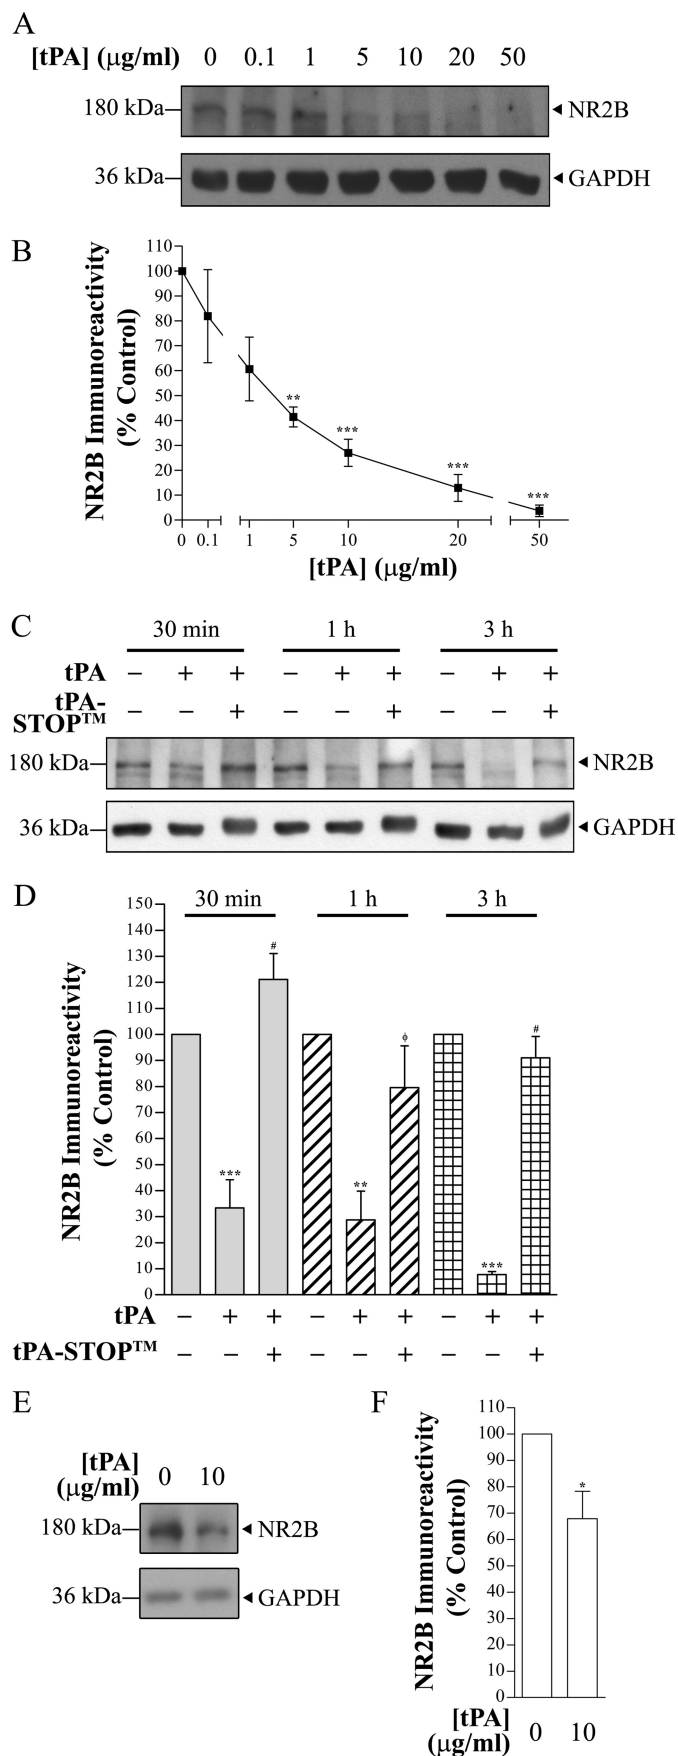 A
[tPA] (μg/ml) 0 0.1 1 5 10 20 50
180 kDa NR2B
36 kDa GAPDH
B
NR2B Immunoreactivity
(% Control)
110
100
90
80
70
60
50
40
30
20
10
0
** *** *** ***
0 0.1 1 5 10 20 50
[tPA] (μg/ml)
C
30 min 1 h 3 h
tPA − + + − + + − + +
tPA-
STOP™ − − + − − + − − +
180 kDa NR2B
36 kDa GAPDH
D
30 min 1 h 3 h
NR2B Immunoreactivity
(% Control)
150
140
130
120
110
100
90
80
70
60
50
40
30
20
10
0
*** # ** ϕ *** #
tPA − + + − + + − + +
tPA-STOP™ − − + − − + − − +
E
[tPA]
(μg/ml) 0 10
180 kDa NR2B
36 kDa GAPDH
F
NR2B Immunoreactivity
(% Control)
110
100
90
80
70
60
50
40
30
20
10
0
*
[tPA]
(μg/ml) 0 10